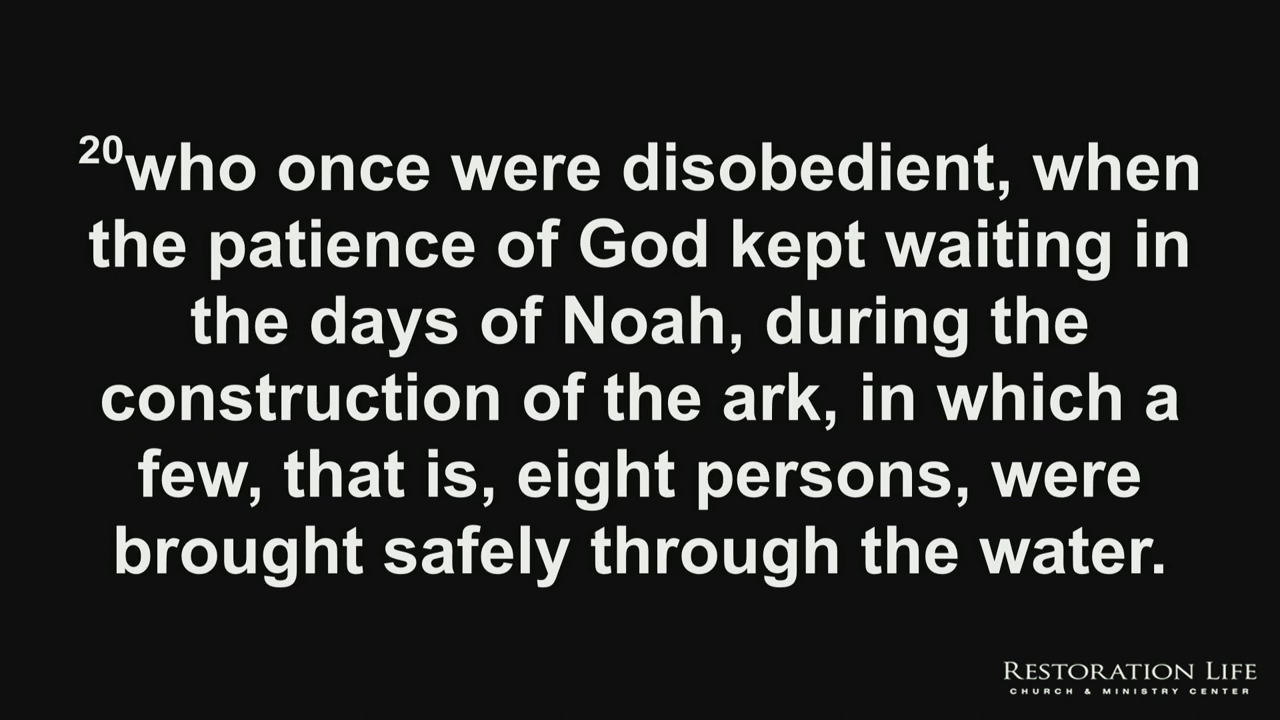 20who once were disobedient, when
the patience of God kept waiting in
the days of Noah, during the
construction of the ark, in which a
few, that is, eight persons, were
brought safely through the water.
RESTORATION LIFE
CHURCH & MINISTRY CENTER